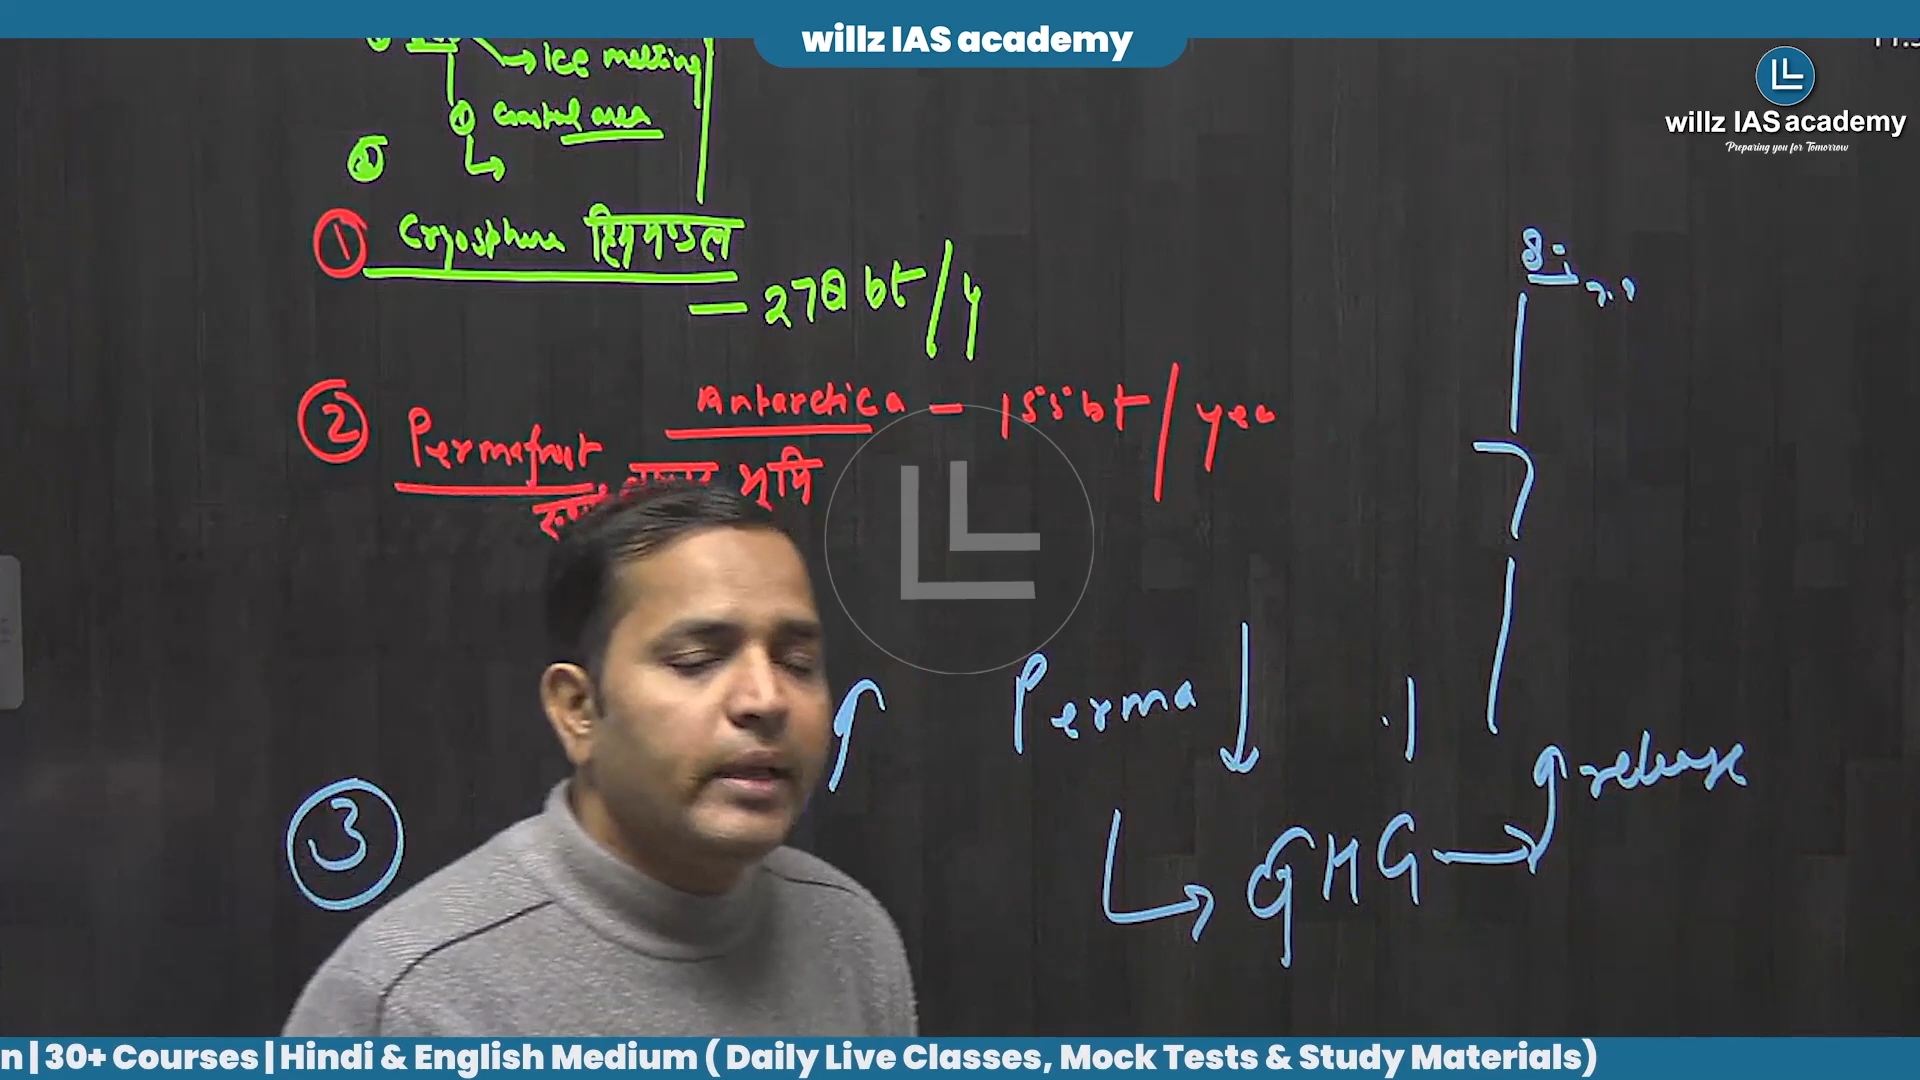 willz IAS academy
willz IAS academy
Preparing you for Tomorrow
Ice melting
Coastal area
① Cryosphere हिममण्डल
— 278 bt/y
② Permafrost
Antarctica — 155 bt/year
भूमि
Perma ↓
③
GHG → release
n|30+ Courses|Hindi & English Medium ( Daily Live Classes, Mock Tests & Study Materials)